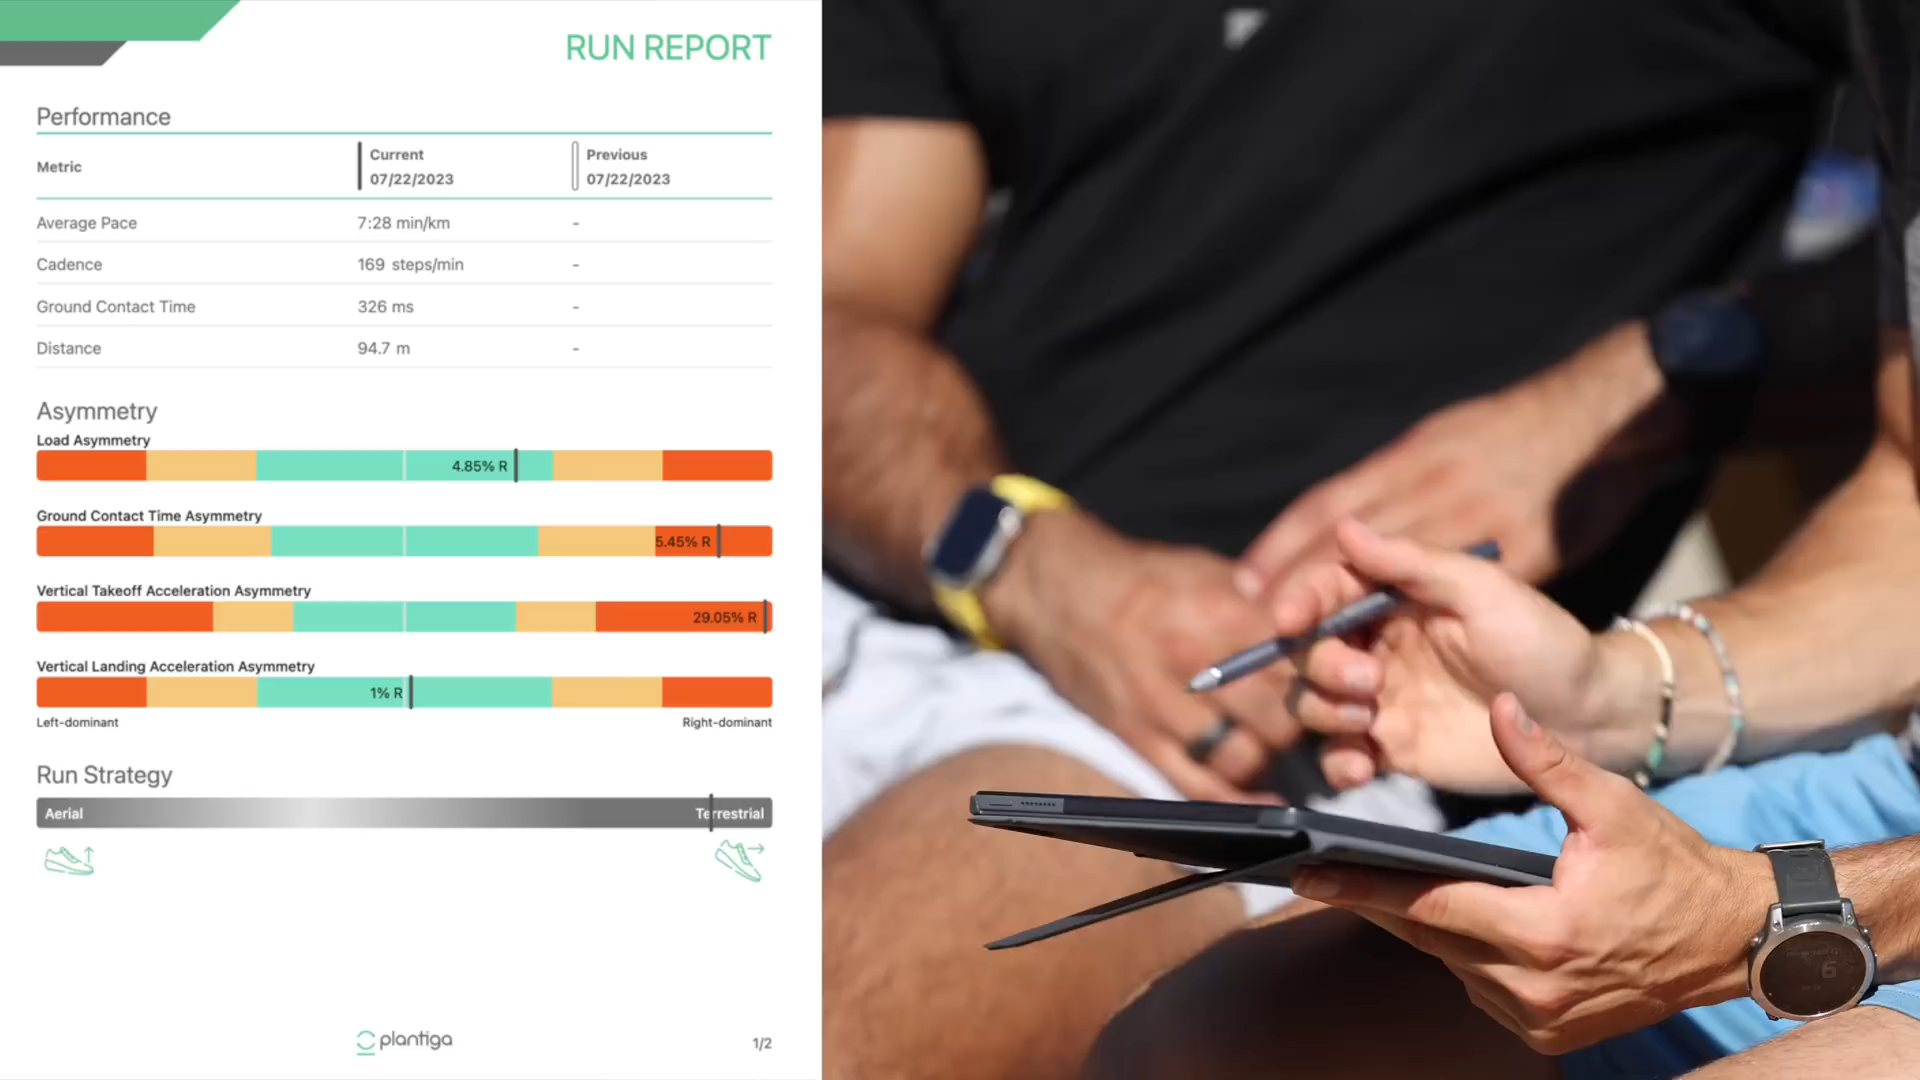 RUN REPORT
Performance
Metric
Current
07/22/2023
Previous
07/22/2023
Average Pace 7:28 min/km -
Cadence 169 steps/min -
Ground Contact Time 326 ms -
Distance 94.7 m -
Asymmetry
Load Asymmetry
4.85% R
Ground Contact Time Asymmetry
5.45% R
Vertical Takeoff Acceleration Asymmetry
29.05% R
Vertical Landing Acceleration Asymmetry
1% R
Left-dominant Right-dominant
Run Strategy
Aerial Terrestrial
plantiga
1/2